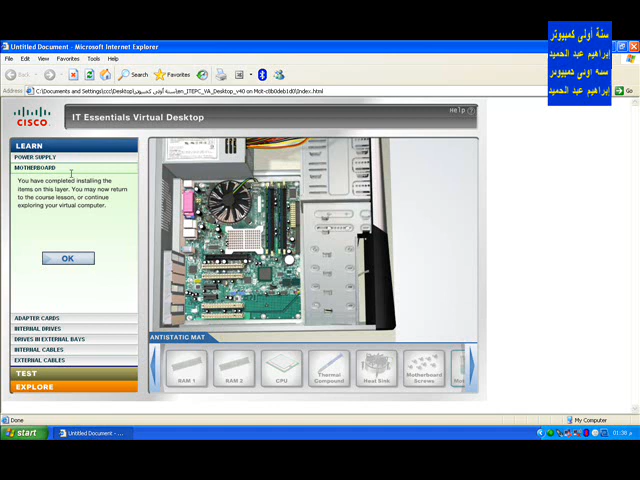 سنة أولى كمبيوتر
إبراهيم عبد الحميد
سنة أولى كمبيوتر
إبراهيم عبد الحميد
Untitled Document - Microsoft Internet Explorer
File Edit View Favorites Tools Help
Back Search Favorites
Address C:\Documents and Settings\ccc\Desktop\
Go
CISCO
IT Essentials Virtual Desktop
Help ?
LEARN
POWER SUPPLY
MOTHERBOARD
You have completed installing the
items on this layer. You may now return
to the course lesson, or continue
exploring your virtual computer.
OK
ADAPTER CARDS
INTERNAL DRIVES
DRIVES IN EXTERNAL BAYS
INTERNAL CABLES
EXTERNAL CABLES
TEST
EXPLORE
ANTISTATIC MAT
RAM 1
RAM 2
CPU
Thermal
Compound
Heat Sink
Motherboard
Screws
Done
My Computer
start
Untitled Document - ...
01:38 م